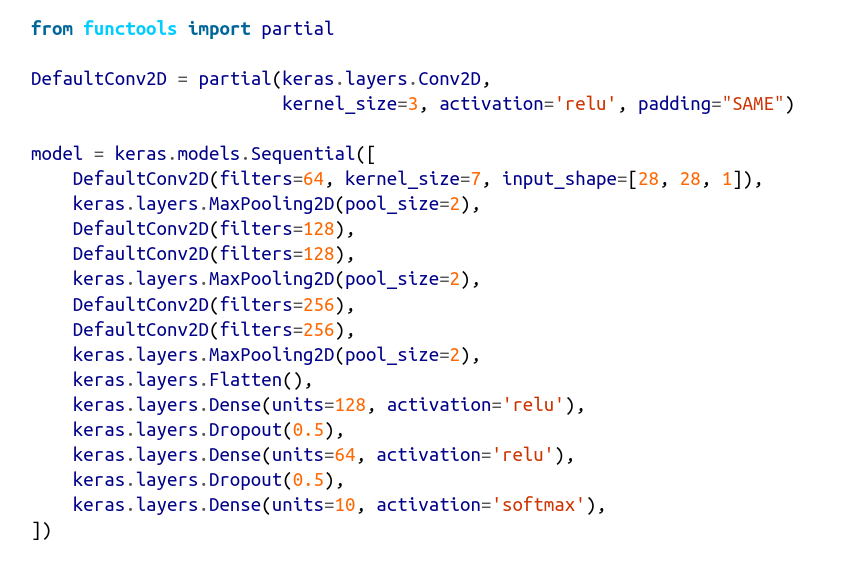 from functools import partial
DefaultConv2D = partial(keras.layers.Conv2D,
kernel_size=3, activation='relu', padding="SAME")
model = keras.models.Sequential([
DefaultConv2D(filters=64, kernel_size=7, input_shape=[28, 28, 1]),
keras.layers.MaxPooling2D(pool_size=2),
DefaultConv2D(filters=128),
DefaultConv2D(filters=128),
keras.layers.MaxPooling2D(pool_size=2),
DefaultConv2D(filters=256),
DefaultConv2D(filters=256),
keras.layers.MaxPooling2D(pool_size=2),
keras.layers.Flatten(),
keras.layers.Dense(units=128, activation='relu'),
keras.layers.Dropout(0.5),
keras.layers.Dense(units=64, activation='relu'),
keras.layers.Dropout(0.5),
keras.layers.Dense(units=10, activation='softmax'),
])